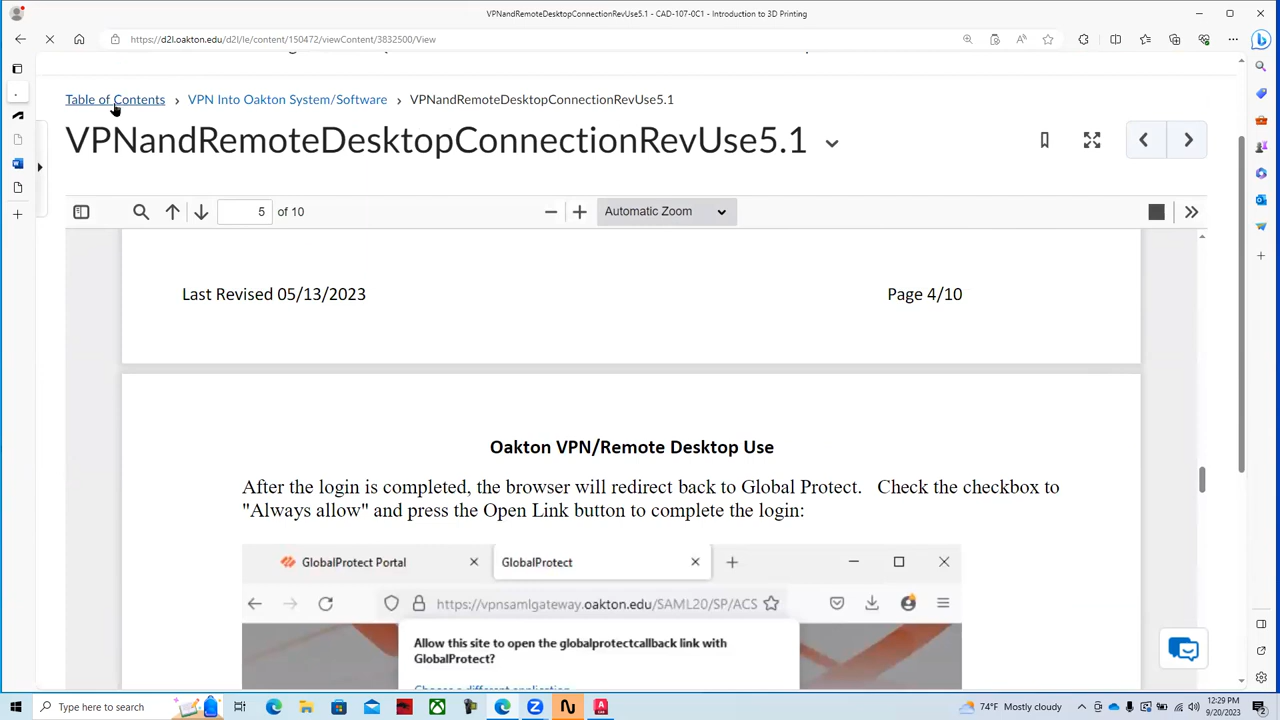 VPNandRemoteDesktopConnectionRevUse5.1 - CAD-107-0C1 - Introduction to 3D Printing
https://d2l.oakton.edu/d2l/le/content/150472/viewContent/3832500/View
Table of Contents › VPN Into Oakton System/Software › VPNandRemoteDesktopConnectionRevUse5.1
VPNandRemoteDesktopConnectionRevUse5.1
5 of 10
Automatic Zoom
Last Revised 05/13/2023 Page 4/10
Oakton VPN/Remote Desktop Use
After the login is completed, the browser will redirect back to Global Protect. Check the checkbox to
"Always allow" and press the Open Link button to complete the login:
GlobalProtect Portal
GlobalProtect
https://vpnsamlgateway.oakton.edu/SAML20/SP/ACS
Allow this site to open the globalprotectcallback link with
GlobalProtect?
Choose a different application.
Type here to search
74°F Mostly cloudy
12:29 PM
9/20/2023
2